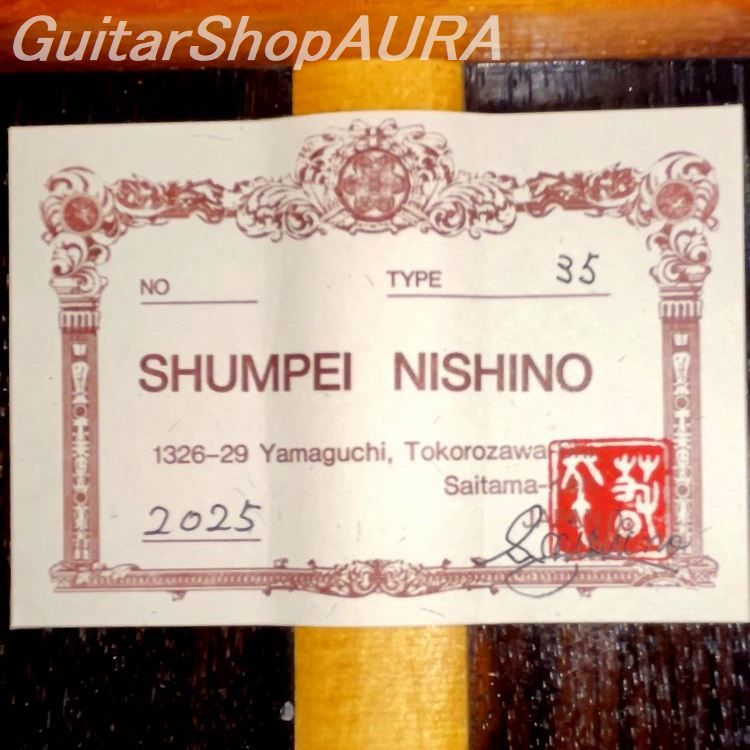 GuitarShopAURA
NO
TYPE 35
SHUMPEI NISHINO
1326-29 Yamaguchi, Tokorozawa-
Saitama-
2025